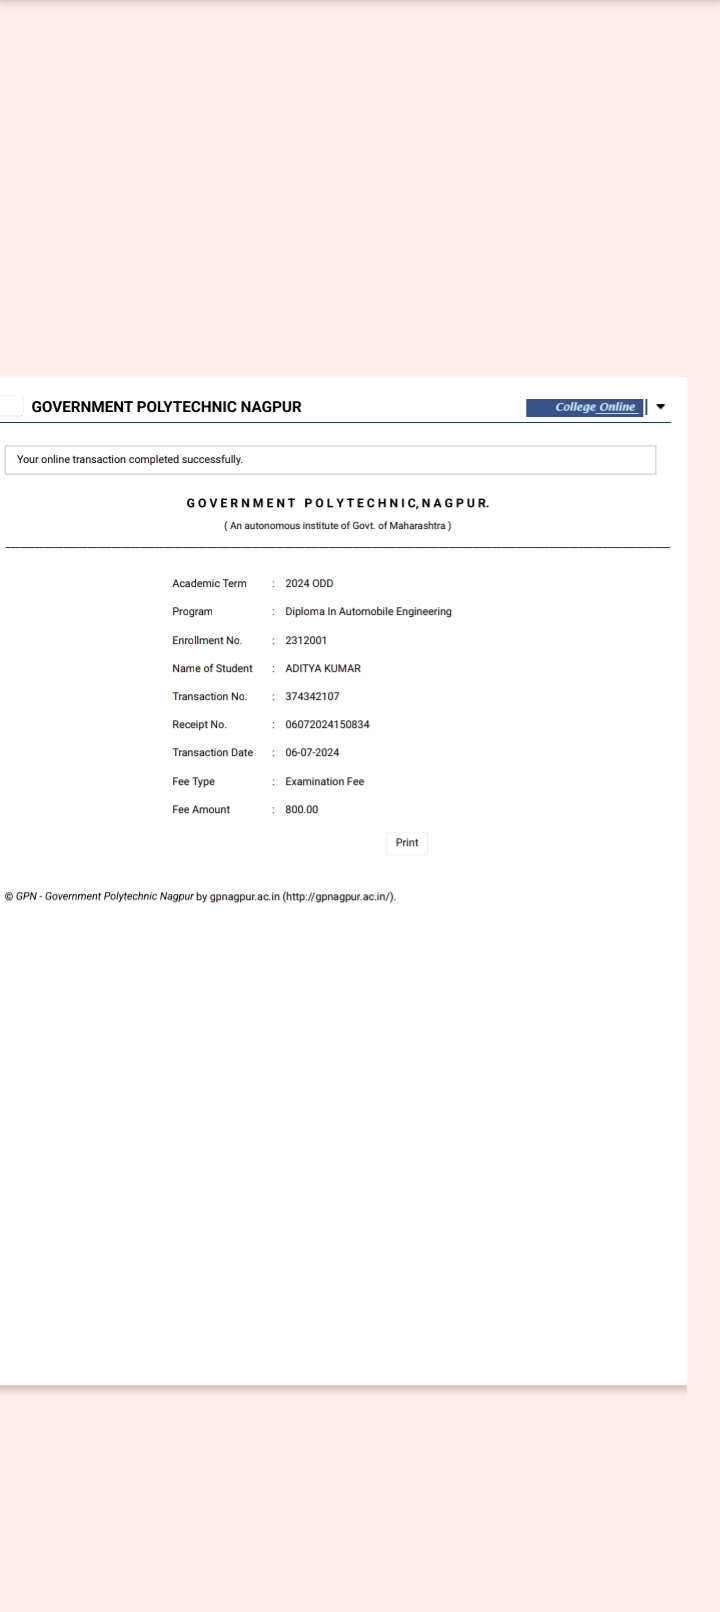 GOVERNMENT POLYTECHNIC NAGPUR
College Online
Your online transaction completed successfully.
GOVERNMENT POLYTECHNIC, NAGPUR.
( An autonomous institute of Govt. of Maharashtra )
Academic Term : 2024 ODD
Program : Diploma In Automobile Engineering
Enrollment No. : 2312001
Name of Student : ADITYA KUMAR
Transaction No. : 374342107
Receipt No. : 06072024150834
Transaction Date : 06-07-2024
Fee Type : Examination Fee
Fee Amount : 800.00
Print
© GPN - Government Polytechnic Nagpur by gpnagpur.ac.in (http://gpnagpur.ac.in/).